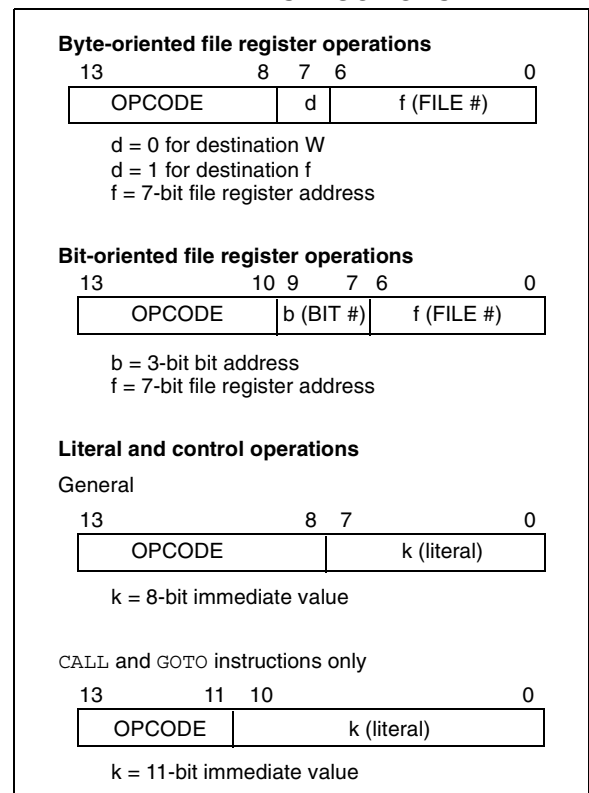 Byte-oriented file register operations
13 8 7 6 0
OPCODE d f (FILE #)
d = 0 for destination W
d = 1 for destination f
f = 7-bit file register address
Bit-oriented file register operations
13 10 9 7 6 0
OPCODE b (BIT #) f (FILE #)
b = 3-bit bit address
f = 7-bit file register address
Literal and control operations
General
13 8 7 0
OPCODE k (literal)
k = 8-bit immediate value
CALL and GOTO instructions only
13 11 10 0
OPCODE k (literal)
k = 11-bit immediate value